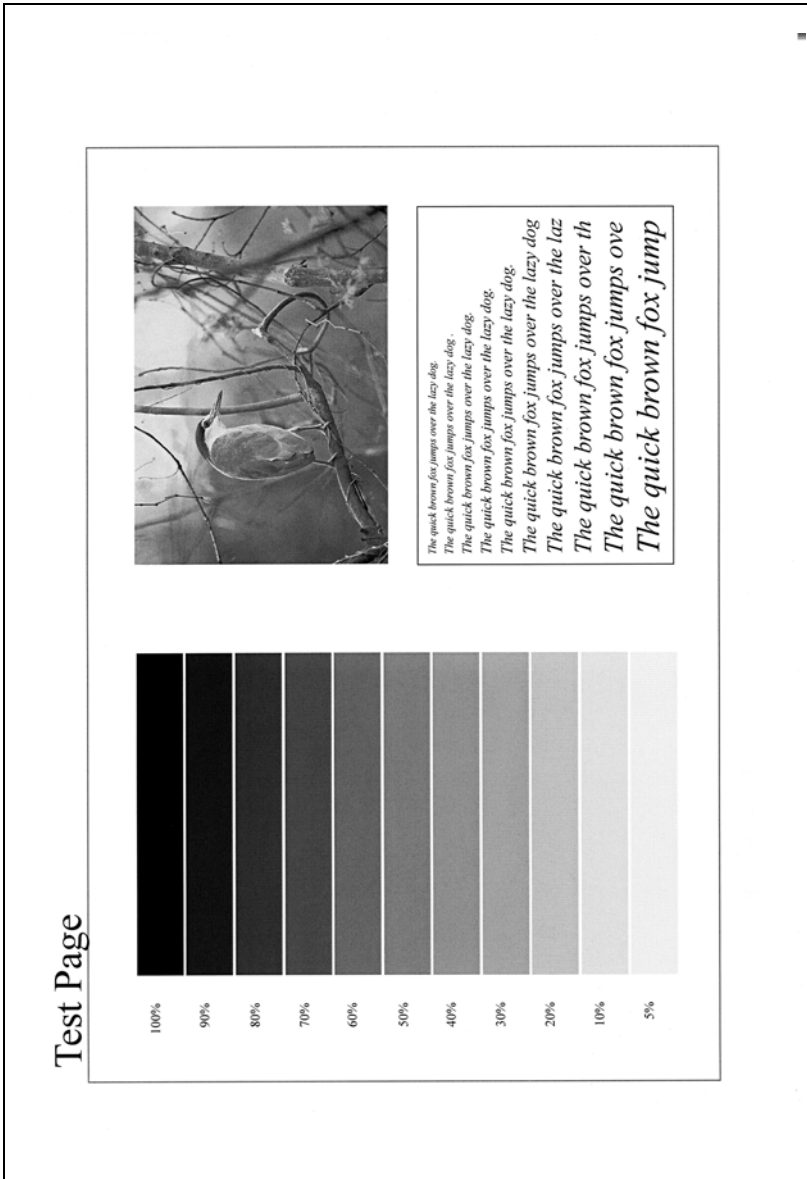 Test Page
100%
90%
80%
70%
60%
50%
40%
30%
20%
10%
5%
The quick brown fox jumps over the lazy dog.
The quick brown fox jumps over the lazy dog .
The quick brown fox jumps over the lazy dog.
The quick brown fox jumps over the lazy dog.
The quick brown fox jumps over the lazy dog.
The quick brown fox jumps over the lazy dog
The quick brown fox jumps over the laz
The quick brown fox jumps over th
The quick brown fox jumps ove
The quick brown fox jump